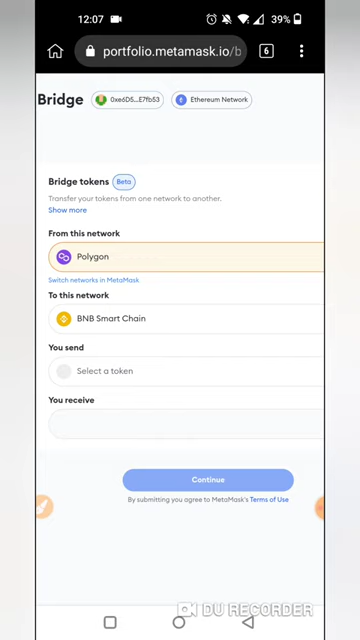 12:07
39%
portfolio.metamask.io/b
6
Bridge
0xe6D5...E7fb53
Ethereum Network
Bridge tokens
Beta
Transfer your tokens from one network to another.
Show more
From this network
Polygon
Switch networks in MetaMask
To this network
BNB Smart Chain
You send
Select a token
You receive
Continue
By submitting you agree to MetaMask's Terms of Use
DU RECORDER